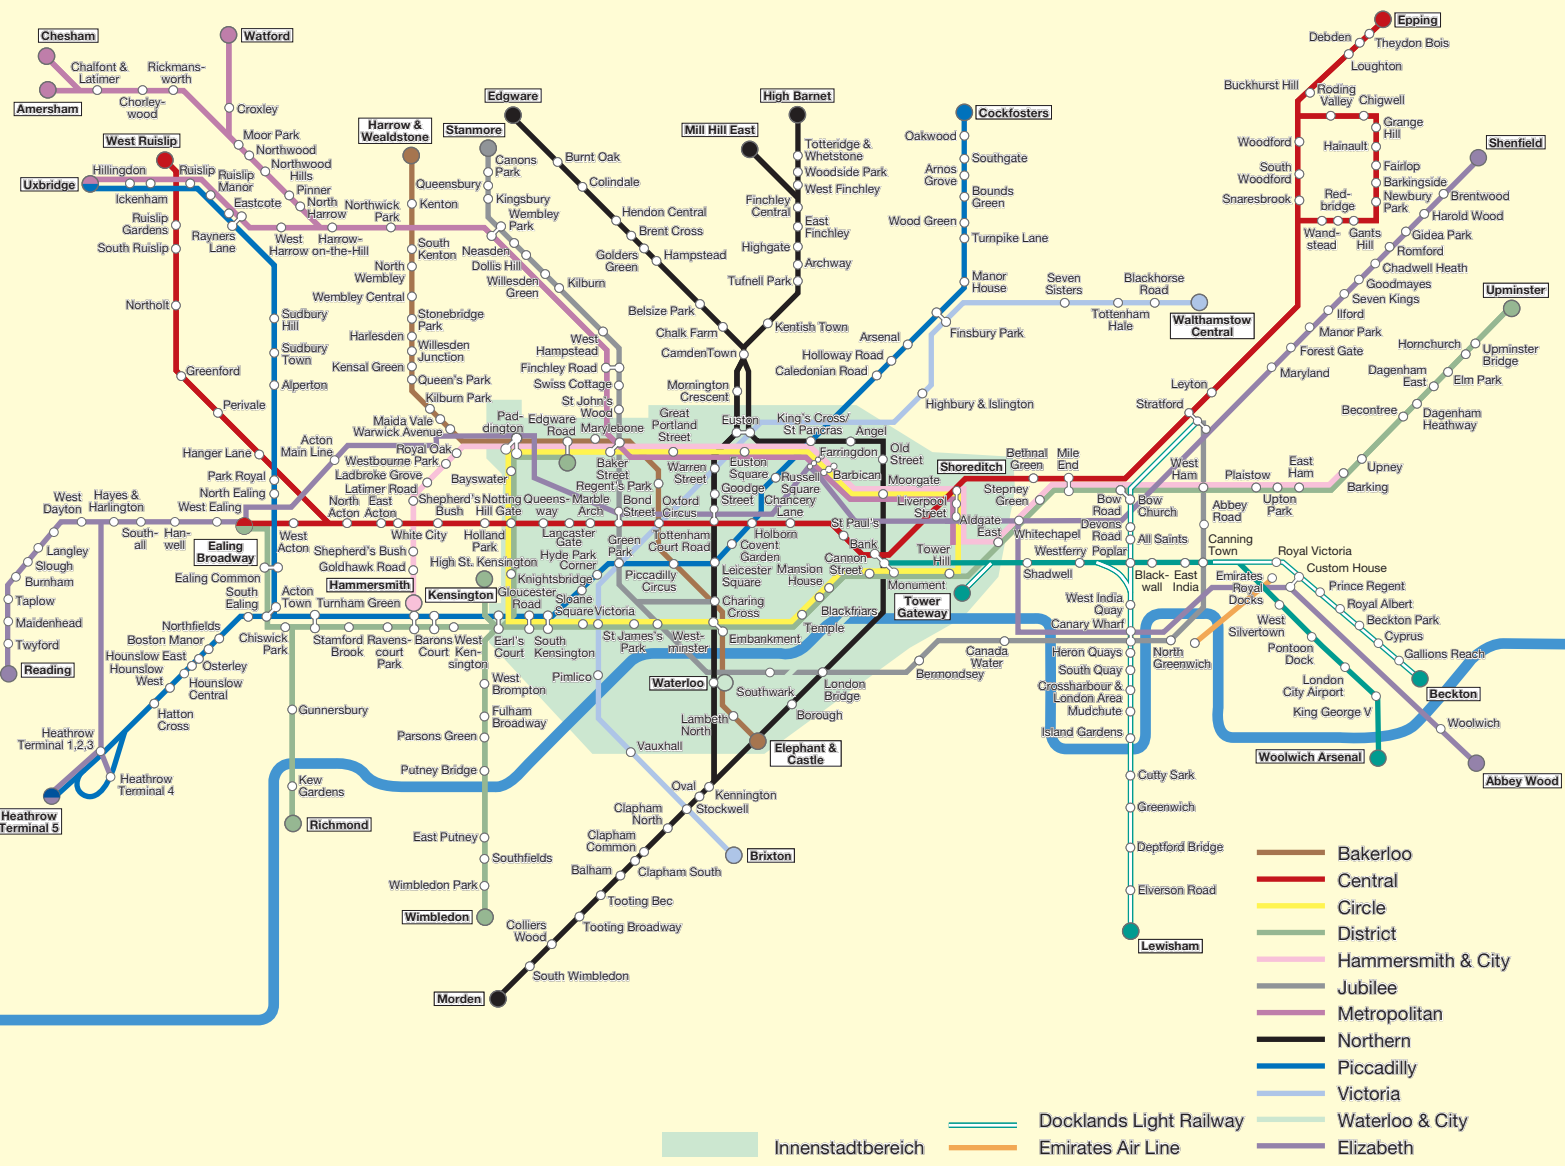 Chesham
Watford
Epping
Debden
Theydon Bois
Chalfont &
Latimer
Rickmans-
worth
Loughton
Buckhurst Hill
Roding
Valley
Chigwell
Amersham
Chorley-
wood
Croxley
Edgware
High Barnet
Cockfosters
Grange
Hill
Moor Park
Harrow &
Wealdstone
Stanmore
Mill Hill East
Oakwood
Woodford
Hainault
Shenfield
West Ruislip
Northwood
Canons
Park
Burnt Oak
Totteridge &
Whetstone
Southgate
Northwood
Hills
Hillingdon
Ruislip
Ruislip
Manor
Pinner
Woodside Park
Arnos
Grove
South
Woodford
Fairlop
Uxbridge
Ickenham
Eastcote
North
Harrow
Northwick
Park
Queensbury
Kenton
Kingsbury
Colindale
West Finchley
Finchley
Central
Bounds
Green
Snaresbrook
Red-
bridge
Barkingside
Newbury
Park
Brentwood
Ruislip
Gardens
Rayners
Lane
West
Harrow
Harrow-
on-the-Hill
Wembley
Park
Hendon Central
East
Finchley
Wood Green
Harold Wood
South Ruislip
South
Kenton
Neasden
Brent Cross
Highgate
Turnpike Lane
Wand-
stead
Gants
Hill
Gidea Park
Romford
North
Wembley
Dollis Hill
Golders
Green
Hampstead
Archway
Chadwell Heath
Northolt
Wembley Central
Willesden
Green
Kilburn
Tufnell Park
Manor
House
Seven
Sisters
Blackhorse
Road
Goodmayes
Seven Kings
Upminster
Sudbury
Hill
Stonebridge
Park
Belsize Park
Tottenham
Hale
Walthamstow
Central
Ilford
Harlesden
Chalk Farm
Kentish Town
Arsenal
Finsbury Park
Manor Park
Sudbury
Town
Willesden
Junction
West
Hampstead
CamdenTown
Holloway Road
Forest Gate
Hornchurch
Upminster
Bridge
Greenford
Kensal Green
Finchley Road
Caledonian Road
Maryland
Dagenham
East
Elm Park
Alperton
Queen's Park
Swiss Cottage
Mornington
Crescent
Leyton
Perivale
Kilburn Park
St John's
Wood
Highbury & Islington
Stratford
Becontree
Dagenham
Heathway
Maida Vale
Warwick Avenue
Pad-
dington
Edgware
Road
Marylebone
Great
Portland
Street
Euston
King's Cross/
St Pancras
Angel
Hanger Lane
Acton
Main Line
Royal Oak
Westbourne Park
Baker
Street
Warren
Street
Euston
Square
Farringdon
Barbican
Old
Street
Shoreditch
Bethnal
Green
Mile
End
West
Ham
Plaistow
East
Ham
Upney
Park Royal
Ladbroke Grove
Latimer Road
Bayswater
Regent's Park
Goodge
Street
Russell
Square
Moorgate
Stepney
Green
Bow
Road
Bow
Church
Upton
Park
Barking
North Ealing
West Ealing
West
Dayton
Hayes &
Harlington
North
Acton
East
Acton
Shepherd's
Bush
Notting
Hill Gate
Queens-
way
Marble
Arch
Bond
Street
Oxford
Circus
Chancery
Lane
Liverpool
Street
Aldgate
East
Whitechapel
Devons
Road
Abbey
Road
South-
all
Han-
well
Ealing
Broadway
West
Acton
White City
Holland
Park
Lancaster
Gate
Green
Park
Tottenham
Court Road
Holborn
St Paul's
Bank
All Saints
Canning
Town
Langley
Slough
Burnham
Taplow
Maidenhead
Twyford
Reading
Shepherd's Bush
Goldhawk Road
Hammersmith
High St. Kensington
Kensington
Hyde Park
Corner
Knightsbridge
Gloucester
Road
Sloane
Square
Victoria
Piccadilly
Circus
Covent
Garden
Leicester
Square
Charing
Cross
Mansion
House
Cannon
Street
Tower
Hill
Monument
Tower
Gateway
Shadwell
Westferry
Poplar
Black-
wall
East
India
Emirates
Royal
Docks
Royal Victoria
Custom House
Prince Regent
Royal Albert
Beckton Park
Cyprus
Gallions Reach
Beckton
Ealing Common
South
Ealing
Acton
Town
Turnham Green
Northfields
Boston Manor
Hounslow East
Hounslow
West
Osterley
Hounslow
Central
Hatton
Cross
Chiswick
Park
Stamford
Brook
Ravens-
court
Park
Barons
Court
West
Ken-
sington
Earl's
Court
South
Kensington
St James's
Park
West-
minster
Embankment
Temple
Blackfriars
West India
Quay
Canary Wharf
Heron Quays
South Quay
Crossharbour &
London Area
Mudchute
Island Gardens
North
Greenwich
Canada
Water
Bermondsey
London
Bridge
Borough
Southwark
Waterloo
Lambeth
North
Elephant &
Castle
Pimlico
Vauxhall
West
Silvertown
Pontoon
Dock
London
City Airport
King George V
Woolwich Arsenal
Woolwich
Abbey Wood
Gunnersbury
Kew
Gardens
Richmond
West
Brompton
Fulham
Broadway
Parsons Green
Putney Bridge
East Putney
Southfields
Wimbledon Park
Wimbledon
Heathrow
Terminal 1,2,3
Heathrow
Terminal 4
Heathrow
Terminal 5
Oval
Kennington
Stockwell
Clapham
North
Clapham
Common
Clapham South
Brixton
Balham
Tooting Bec
Tooting Broadway
Colliers
Wood
South Wimbledon
Morden
Cutty Sark
Greenwich
Deptford Bridge
Elverson Road
Lewisham
Bakerloo
Central
Circle
District
Hammersmith & City
Jubilee
Metropolitan
Northern
Piccadilly
Victoria
Waterloo & City
Elizabeth
Docklands Light Railway
Emirates Air Line
Innenstadtbereich